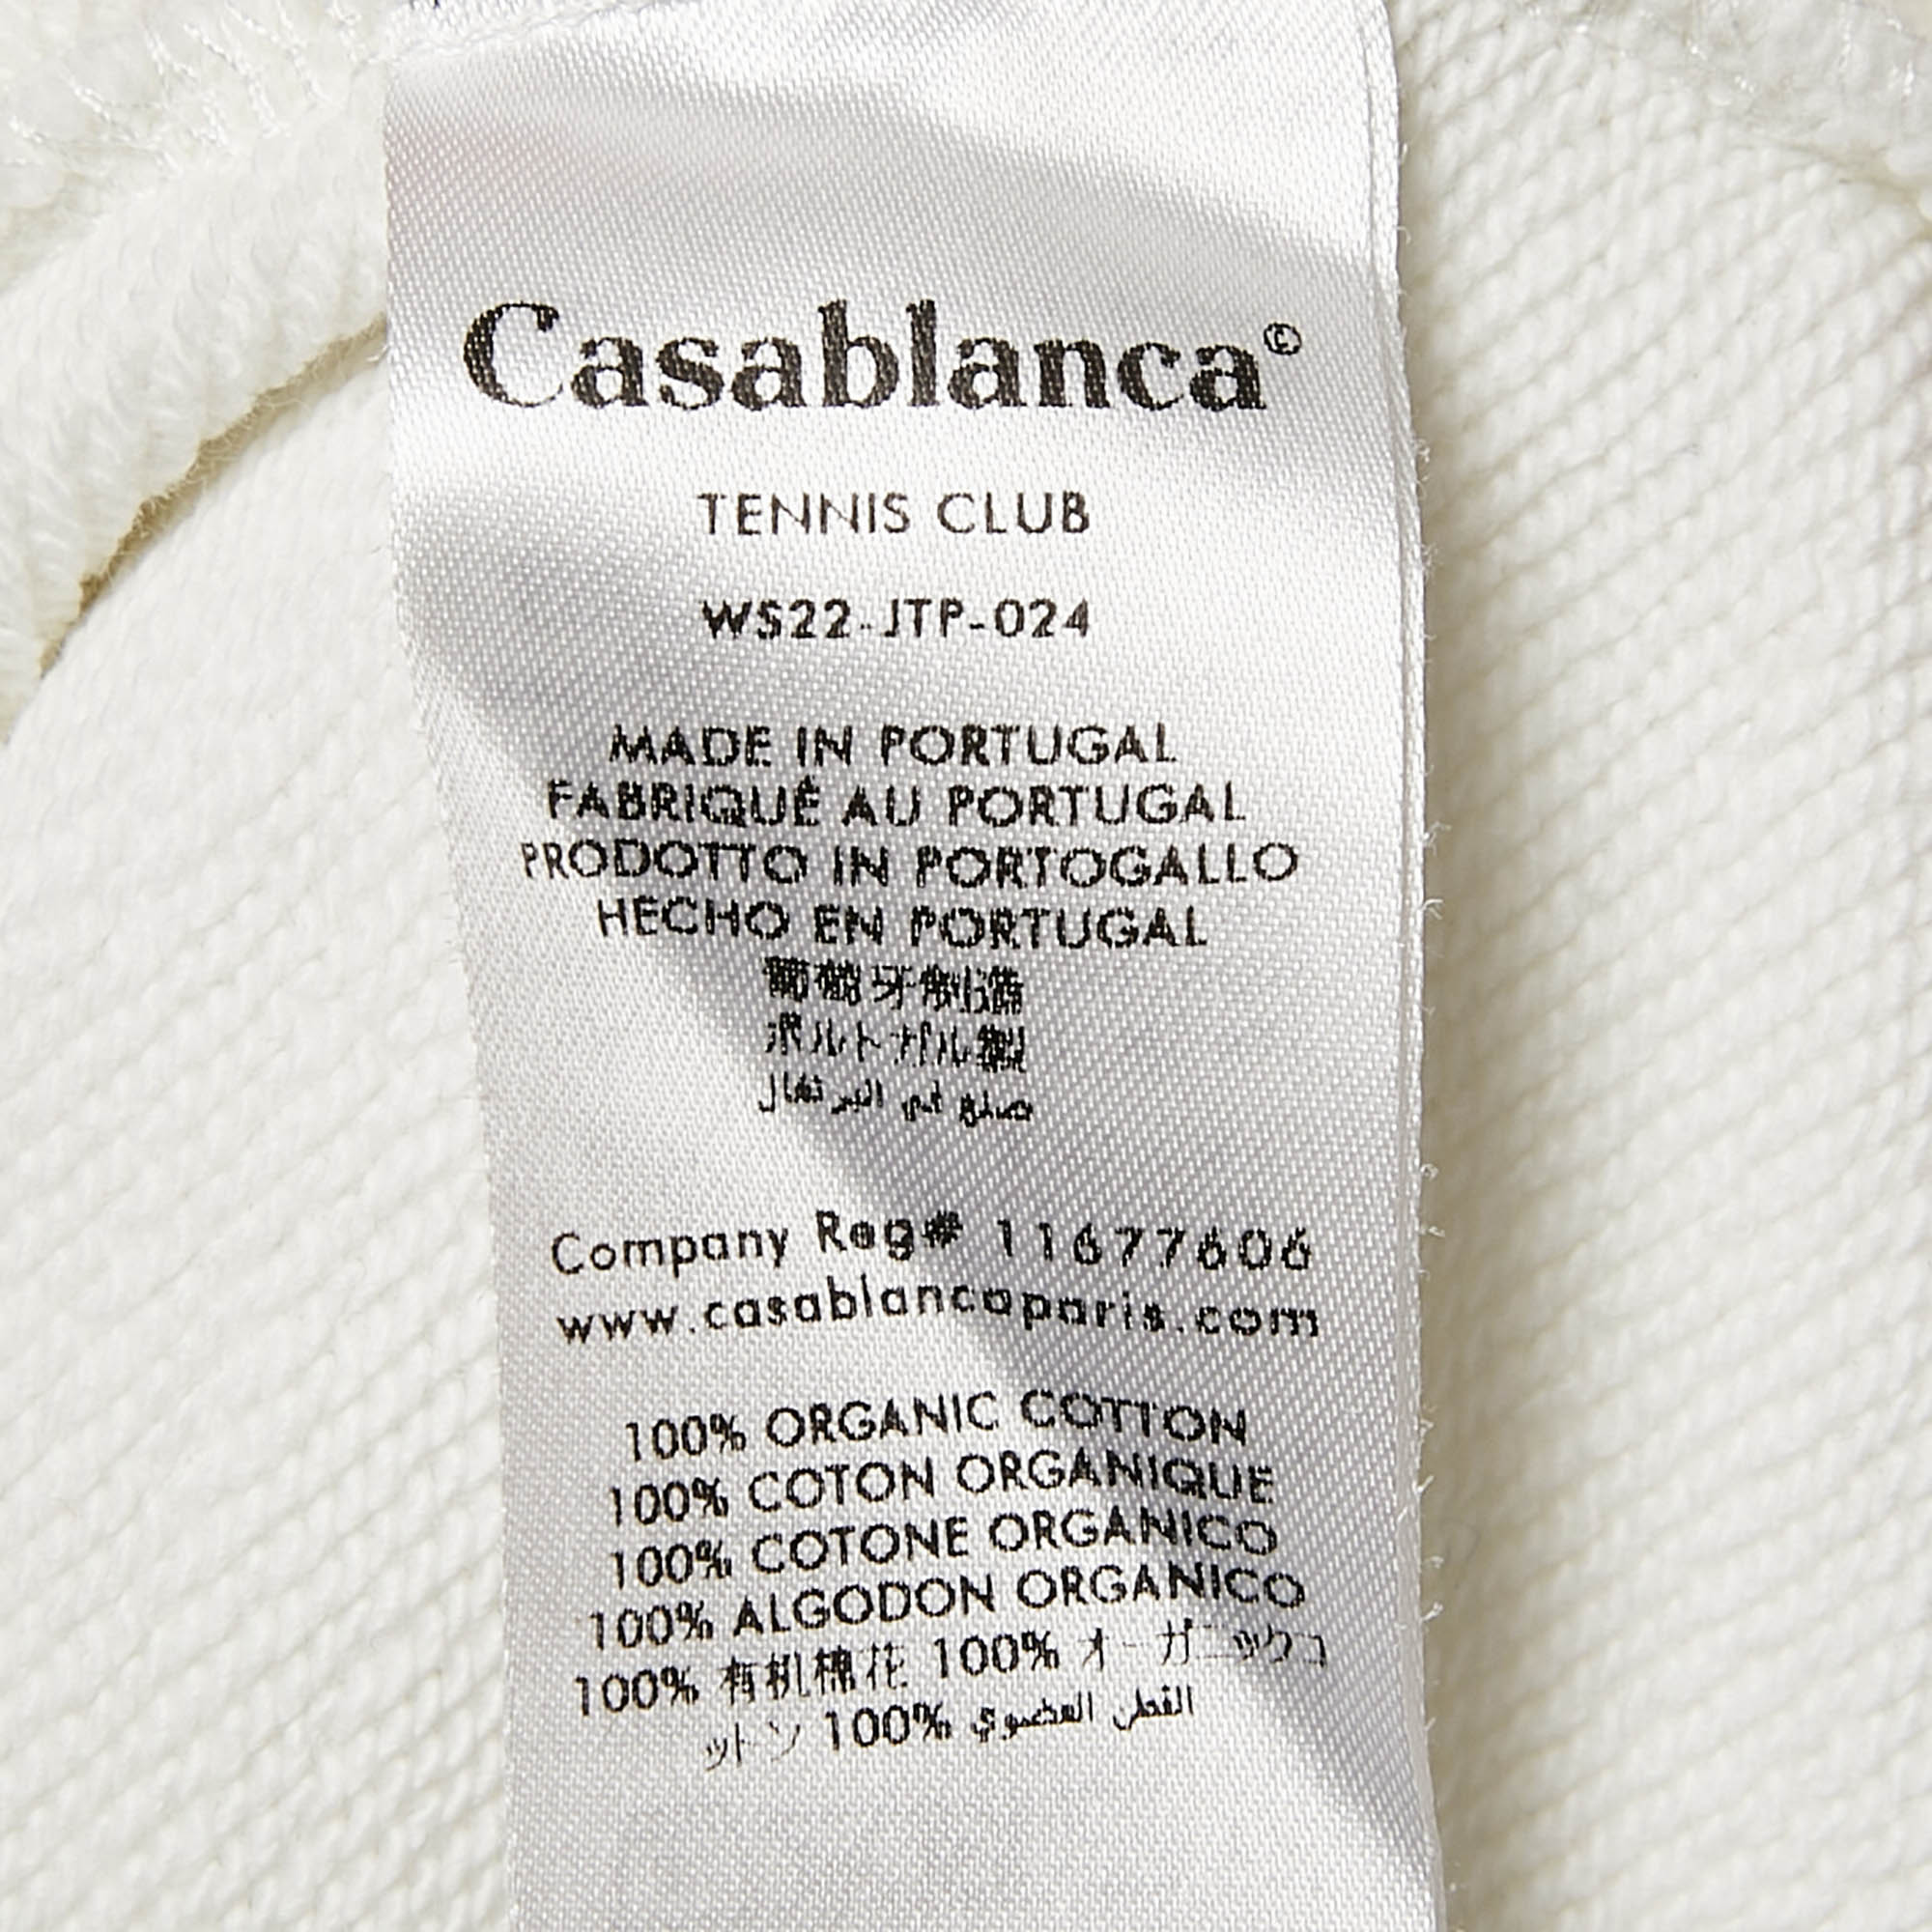 Casablanca©
TENNIS CLUB
WS22-JTP-024
MADE IN PORTUGAL
FABRIQUÉ AU PORTUGAL
PRODOTTO IN PORTOGALLO
HECHO EN PORTUGAL
葡萄牙制造
ポルトガル製
صنع في البرتغال
Company Reg# 11677606
www.casablancaparis.com
100% ORGANIC COTTON
100% COTON ORGANIQUE
100% COTONE ORGANICO
100% ALGODON ORGANICO
100% 有机棉花 100% オーガニックコ
ットン 100% القطن العضوي